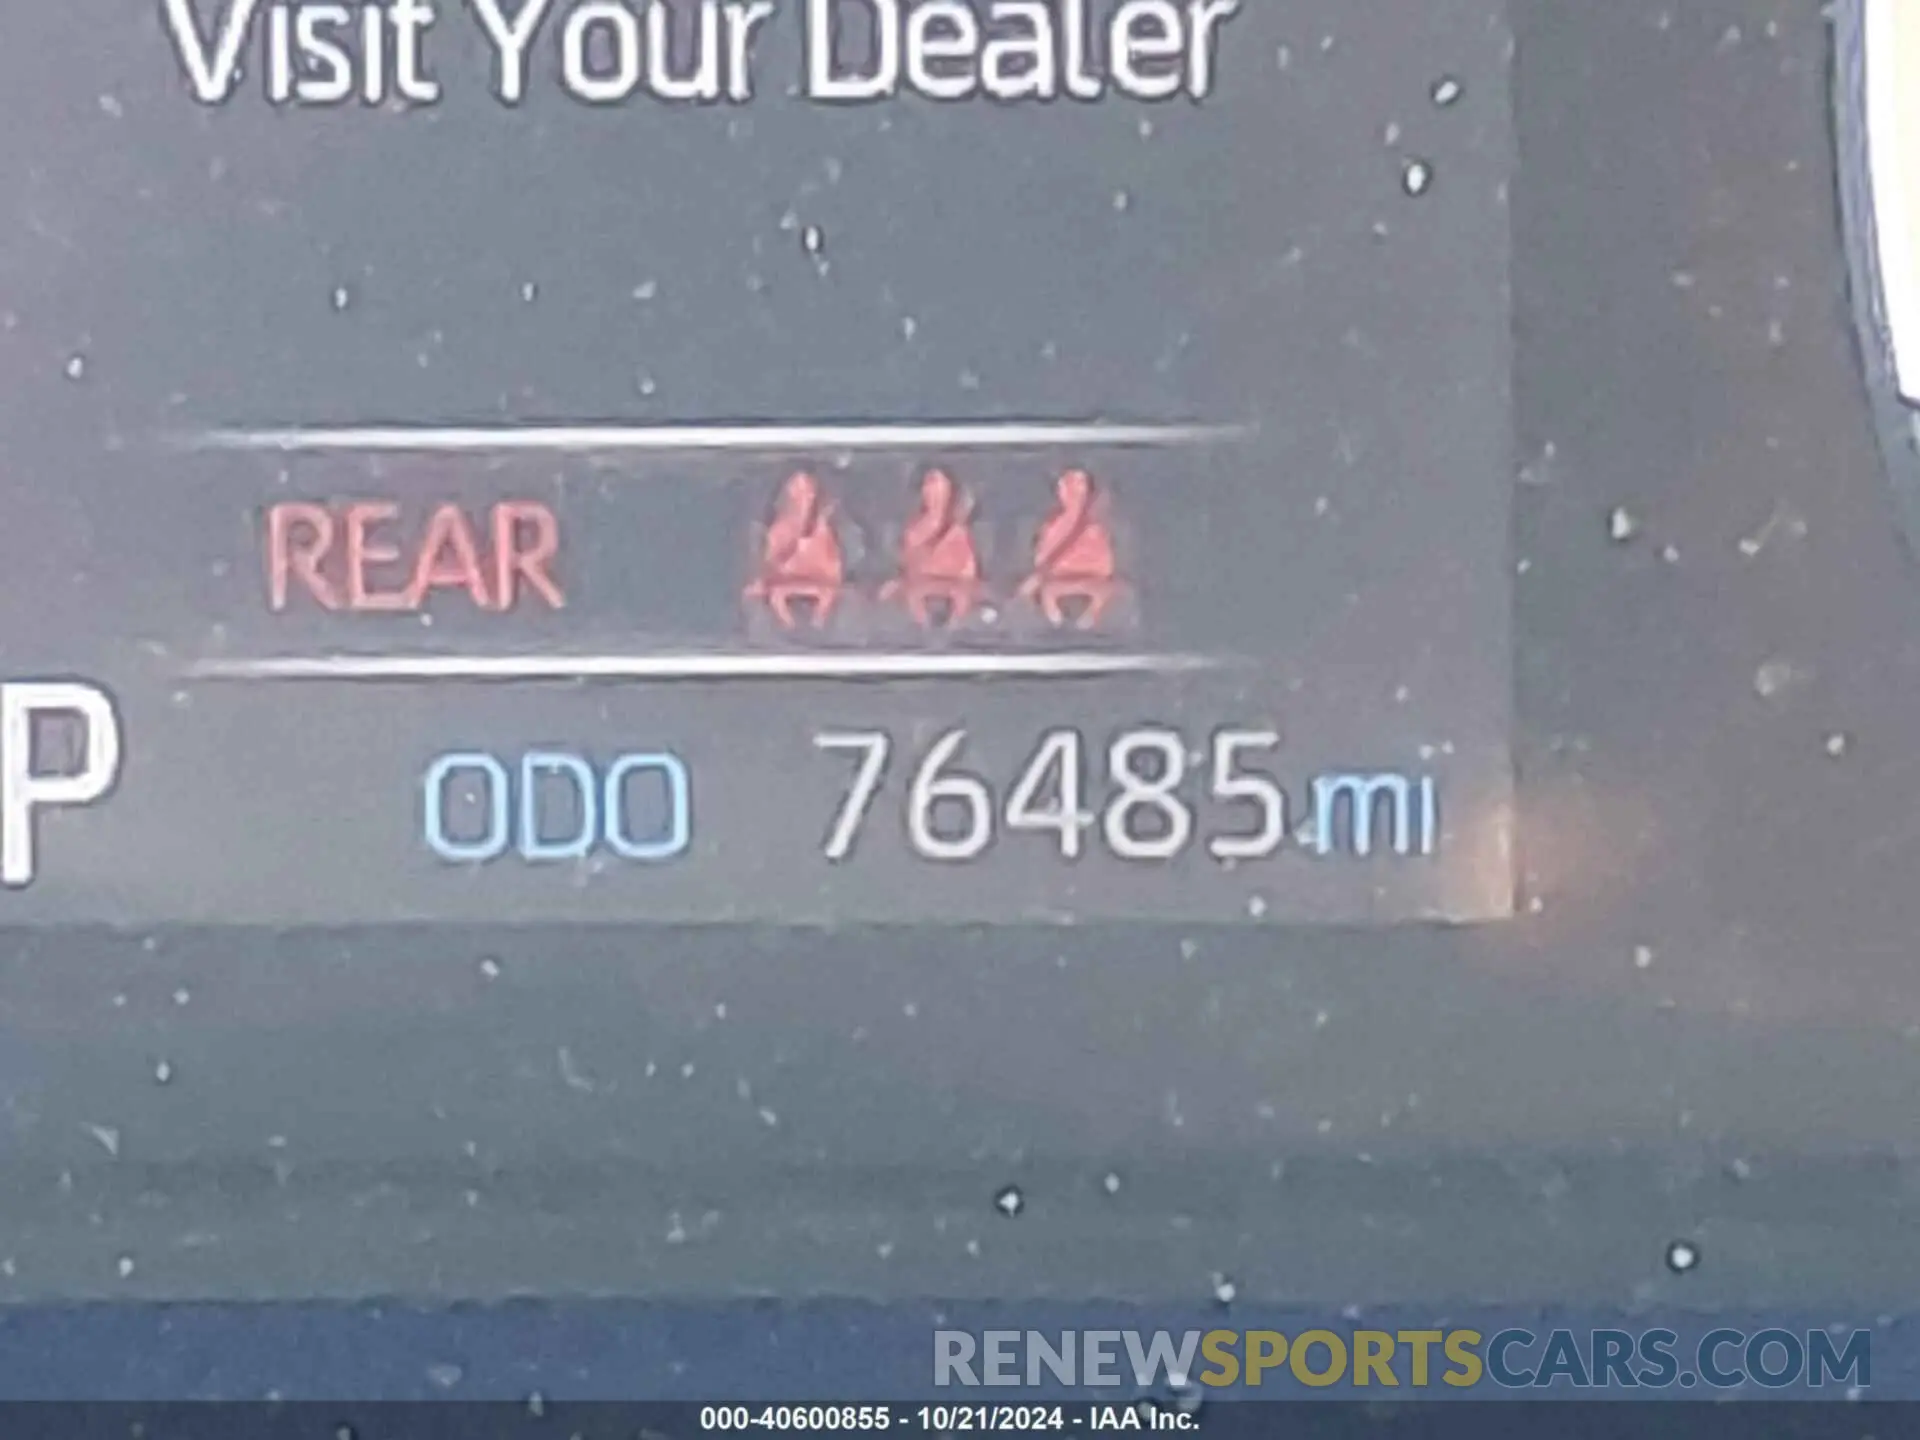 Visit Your Dealer
REAR
P
ODO 76485 mi
RENEWSPORTSCARS.COM
000-40600855 - 10/21/2024 - IAA Inc.